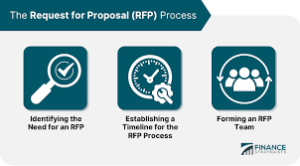 The Request for Proposal (RFP) Process
Identifying the
Need for an RFP
Establishing a
Timeline for the
RFP Process
Forming an RFP
Team
FINANCE
STRATEGISTS